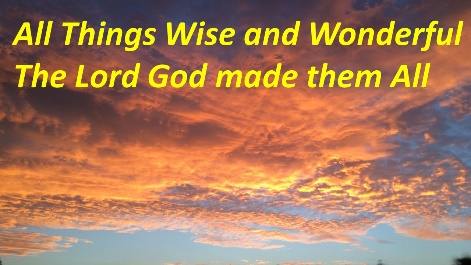 All Things Wise and Wonderful
The Lord God made them All